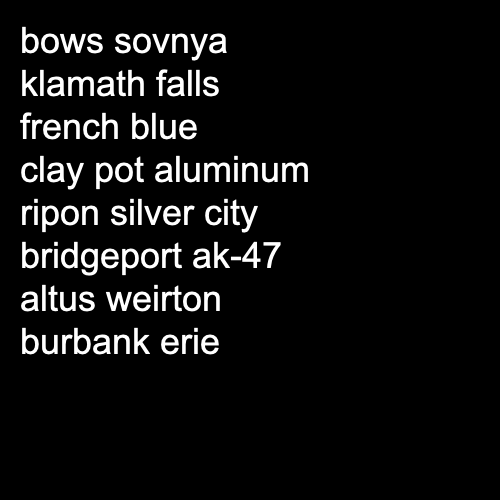 bows sovnya
klamath falls
french blue
clay pot aluminum
ripon silver city
bridgeport ak-47
altus weirton
burbank erie